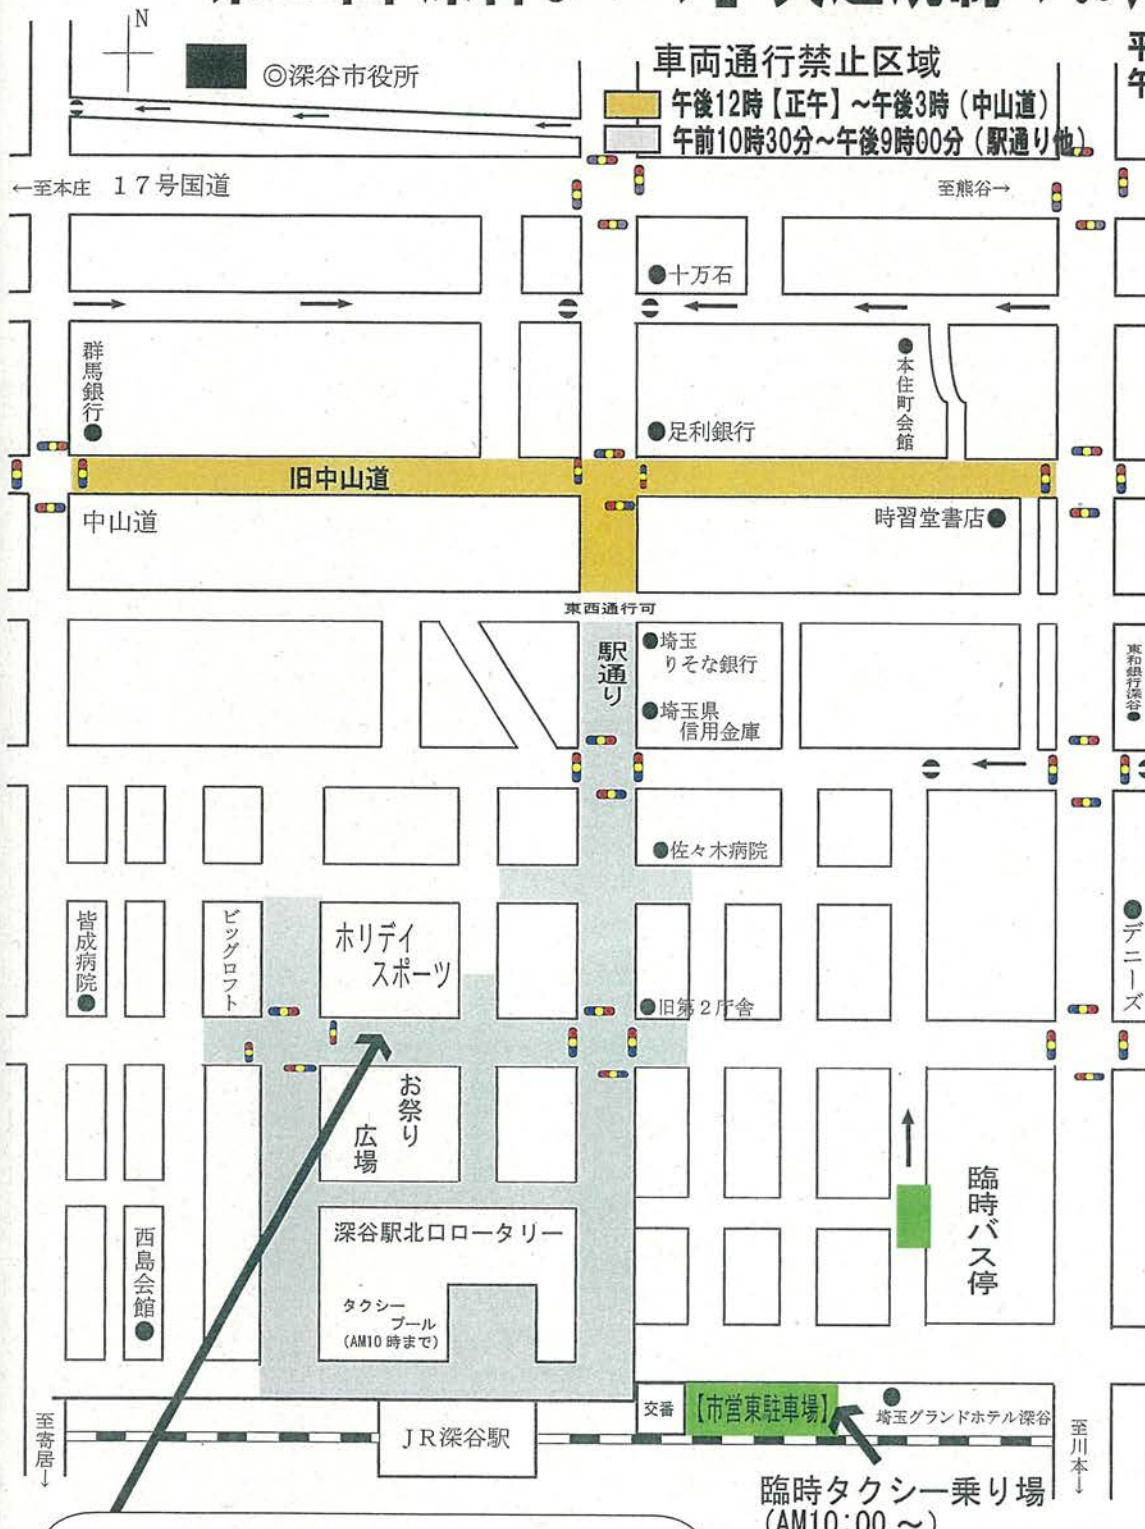 N
◎深谷市役所
車両通行禁止区域
午後12時【正午】～午後3時（中山道）
午前10時30分～午後9時00分（駅通り他）
平
午
←至本庄 17号国道
至熊谷→
十万石
群馬銀行
足利銀行
本住町会館
旧中山道
中山道
時習堂書店
東西通行可
駅通り
埼玉
りそな銀行
埼玉県
信用金庫
東和銀行深谷
佐々木病院
皆成病院
ビッグロフト
ホリデイ
スポーツ
旧第2庁舎
デニーズ
お祭り
広場
臨時バス停
西島会館
深谷駅北口ロータリー
タクシー
プール
(AM10時まで)
交番
【市営東駐車場】
埼玉グランドホテル深谷
至寄居↓
JR深谷駅
至川本↓
臨時タクシー乗り場
(AM10:00～)